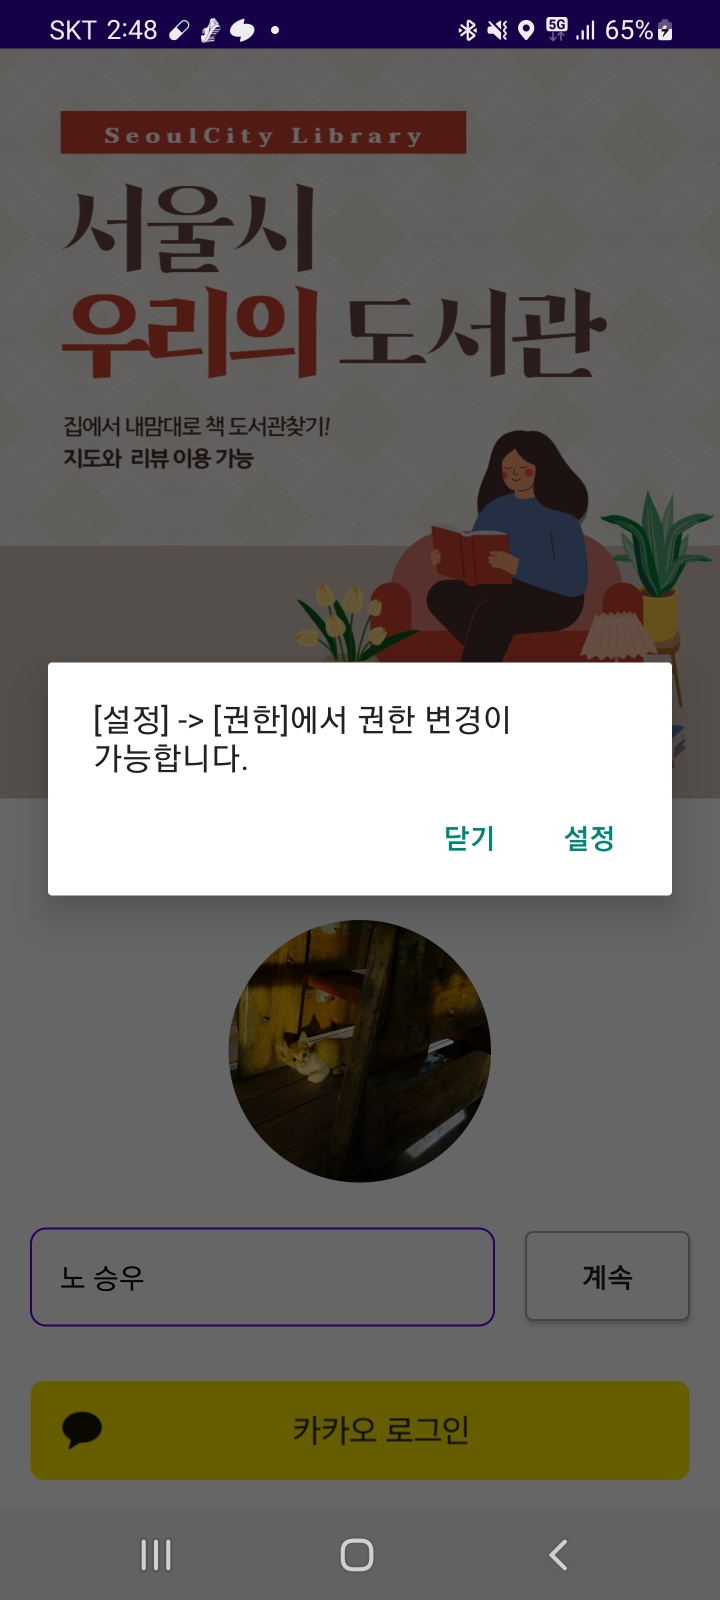 SKT 2:48 5G 65%
SeoulCity Library
서울시
우리의 도서관
집에서 내맘대로 책 도서관찾기!
지도와 리뷰 이용 가능
[설정] -> [권한]에서 권한 변경이
가능합니다.
닫기 설정
노 승우 계속
카카오 로그인